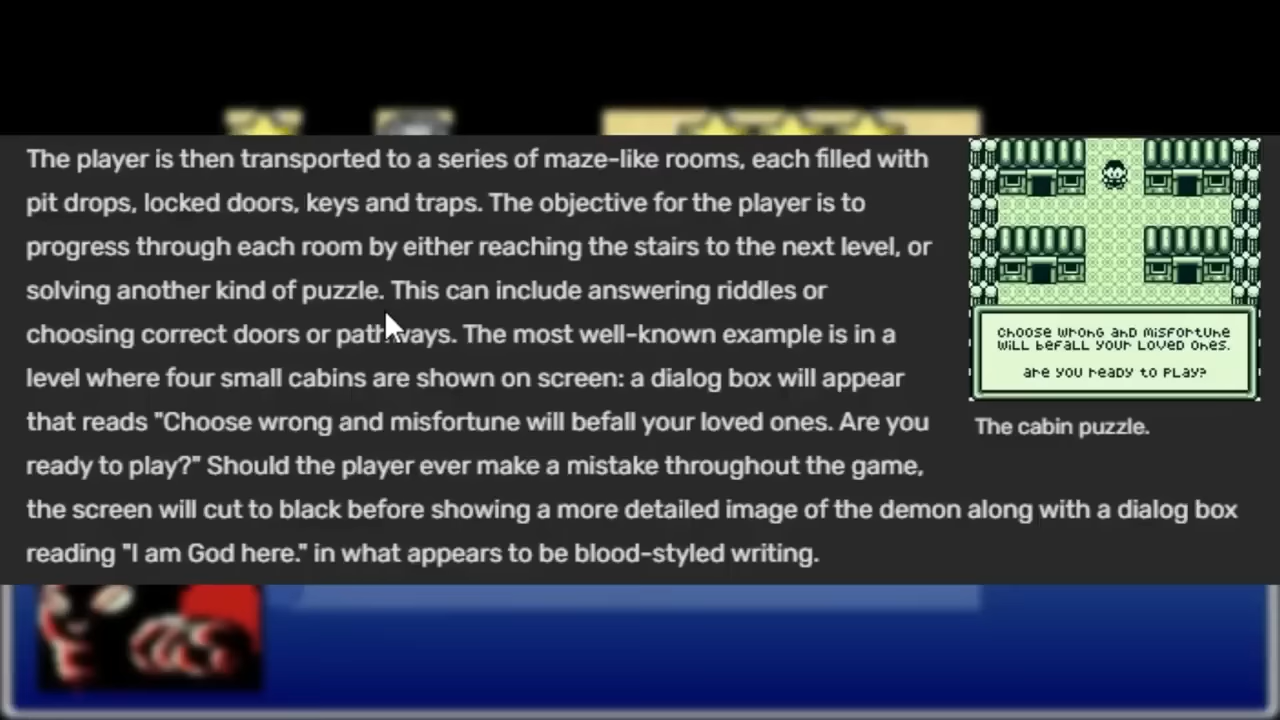 The player is then transported to a series of maze-like rooms, each filled with
pit drops, locked doors, keys and traps. The objective for the player is to
progress through each room by either reaching the stairs to the next level, or
solving another kind of puzzle. This can include answering riddles or
choosing correct doors or pathways. The most well-known example is in a
level where four small cabins are shown on screen: a dialog box will appear
that reads "Choose wrong and misfortune will befall your loved ones. Are you
ready to play?" Should the player ever make a mistake throughout the game,
the screen will cut to black before showing a more detailed image of the demon along with a dialog box
reading "I am God here." in what appears to be blood-styled writing.
Choose wrong and misfortune
will befall your loved ones.
are you ready to play?
The cabin puzzle.